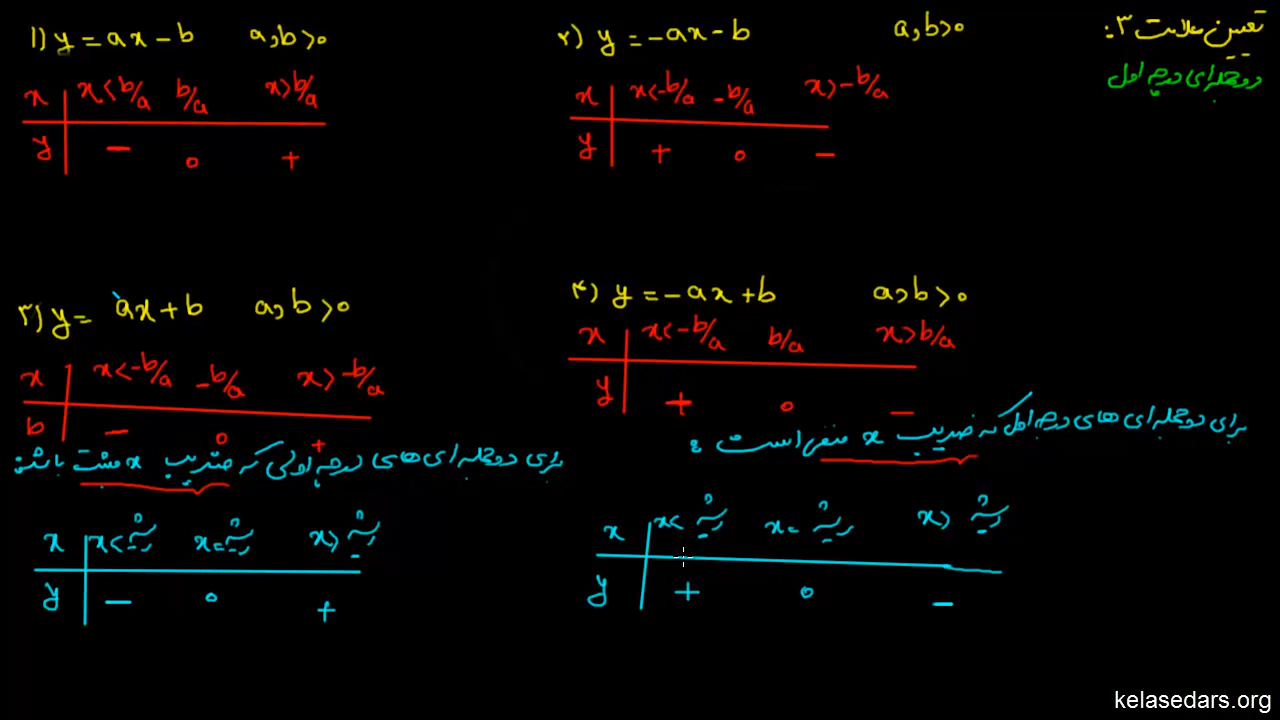 تعیین علامت ۳:
دوجمله‌ای درجه اول
۱) y = ax - b a, b > 0
x x < b/a b/a x > b/a
y - 0 +
۲) y = -ax - b a, b > 0
x x < -b/a -b/a x > -b/a
y + 0 -
۳) y = ax + b a, b > 0
x x < -b/a -b/a x > -b/a
b - 0 +
برای دوجمله‌ای های درجه اولی که ضریب x مثبت باشد:
x x < ریشه x = ریشه x > ریشه
y - 0 +
۴) y = -ax + b a, b > 0
x x < -b/a b/a x > b/a
y + 0 -
برای دوجمله‌ای های درجه اول که ضریب x منفی است :
x x < ریشه x = ریشه x > ریشه
y + 0 -
kelasedars.org